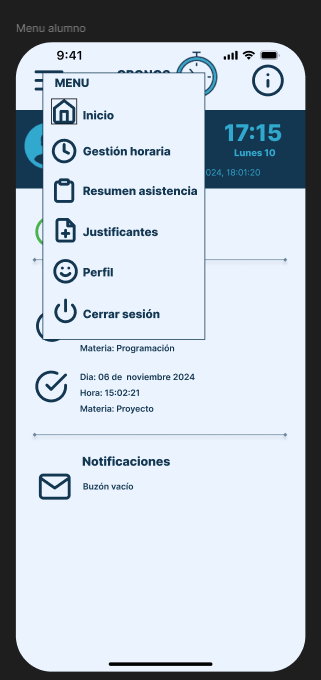 Menu alumno
9:41
MENU
Inicio
17:15
Gestión horaria
Lunes 10
Resumen asistencia
024, 18:01:20
Justificantes
Perfil
Cerrar sesión
Materia: Programación
Dia: 06 de noviembre 2024
Hora: 15:02:21
Materia: Proyecto
Notificaciones
Buzón vacío